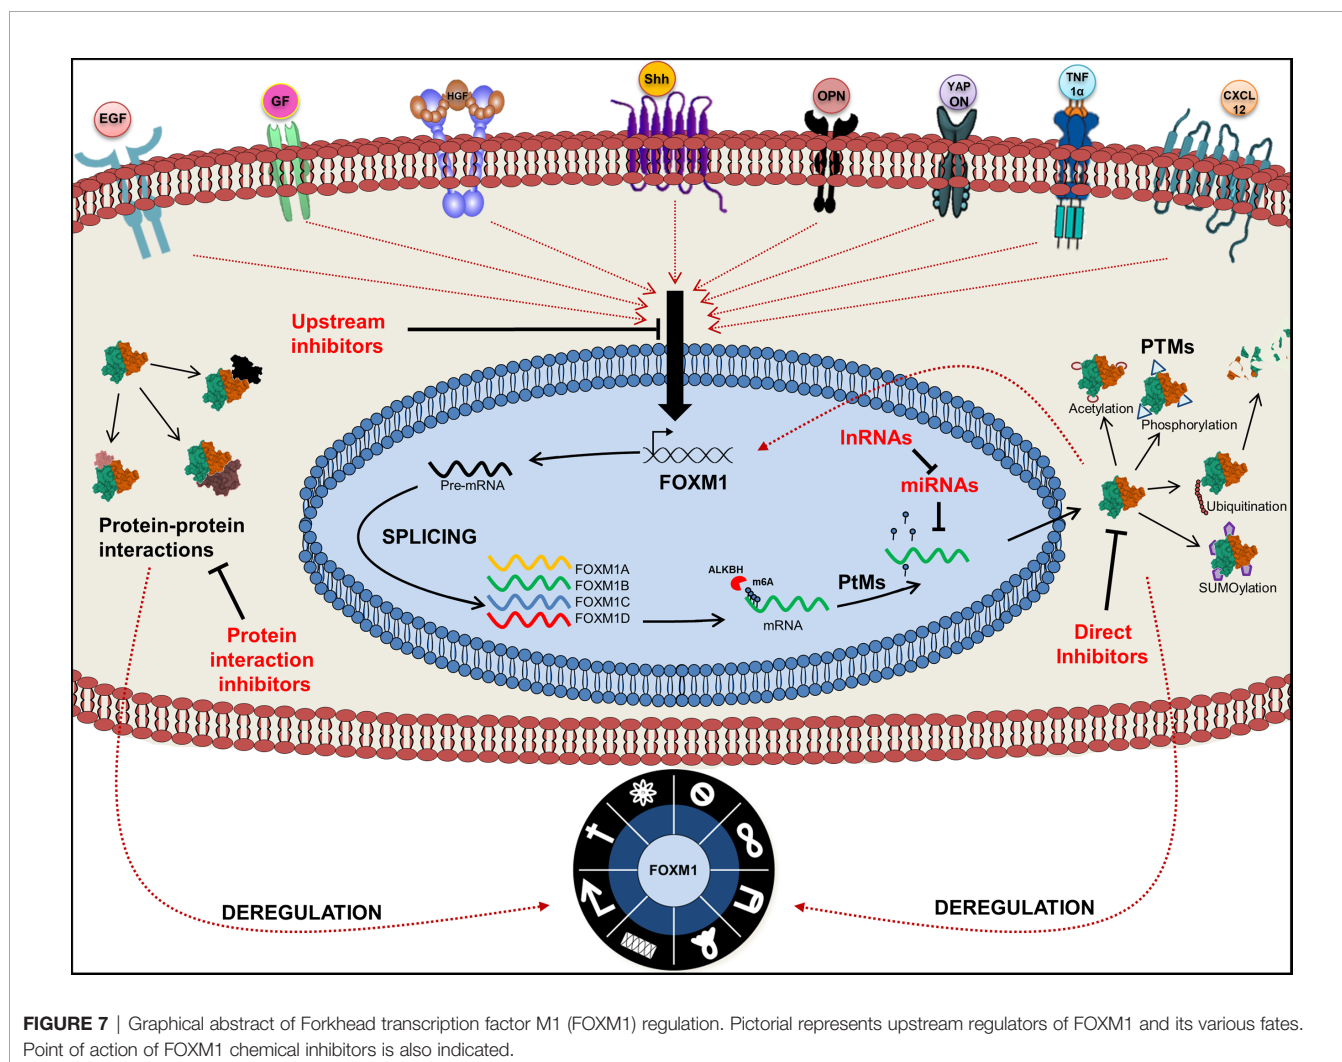 EGF
GF
HGF
Shh
OPN
YAP
ON
TNF
1α
CXCL
12
Upstream
inhibitors
PTMs
Acetylation
Phosphorylation
Ubiquitination
SUMOylation
lnRNAs
miRNAs
FOXM1
Pre-mRNA
SPLICING
FOXM1A
FOXM1B
FOXM1C
FOXM1D
ALKBH
m6A
mRNA
PtMs
Protein-protein
interactions
Protein
interaction
inhibitors
Direct
Inhibitors
DEREGULATION
FOXM1
DEREGULATION
FIGURE 7 | Graphical abstract of Forkhead transcription factor M1 (FOXM1) regulation. Pictorial represents upstream regulators of FOXM1 and its various fates.
Point of action of FOXM1 chemical inhibitors is also indicated.